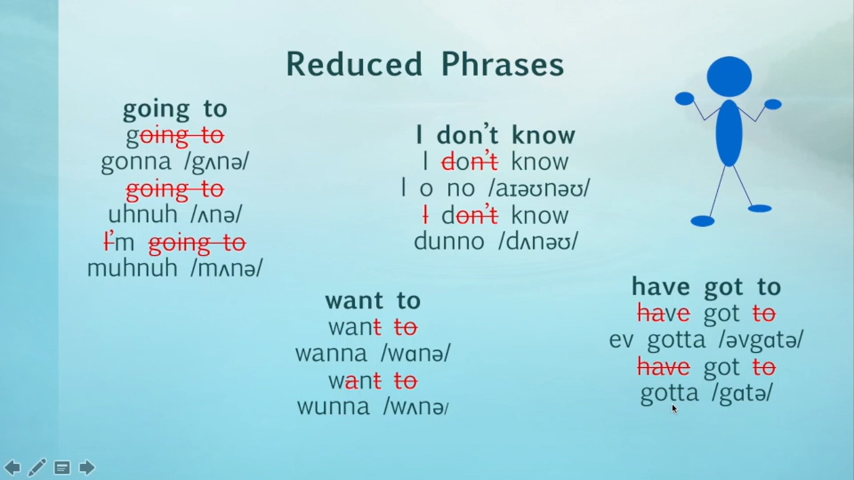 Reduced Phrases
going to
going to
gonna /gʌnə/
going to
uhnuh /ʌnə/
I'm going to
muhnuh /mʌnə/
I don't know
I don't know
I o no /aɪəʊnəʊ/
I don't know
dunno /dʌnəʊ/
want to
want to
wanna /wɑnə/
want to
wunna /wʌnə/
have got to
have got to
ev gotta /əvgɑtə/
have got to
gotta /gɑtə/